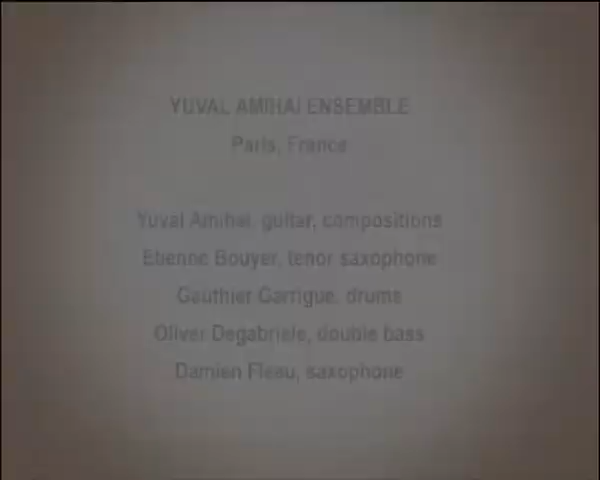 YUVAL AMIHAI ENSEMBLE
Paris, France
Yuval Amihai, guitar, compositions
Etienne Bouyer, tenor saxophone
Gauthier Garrigue, drums
Oliver Degabriele, double bass
Damien Fleau, saxophone